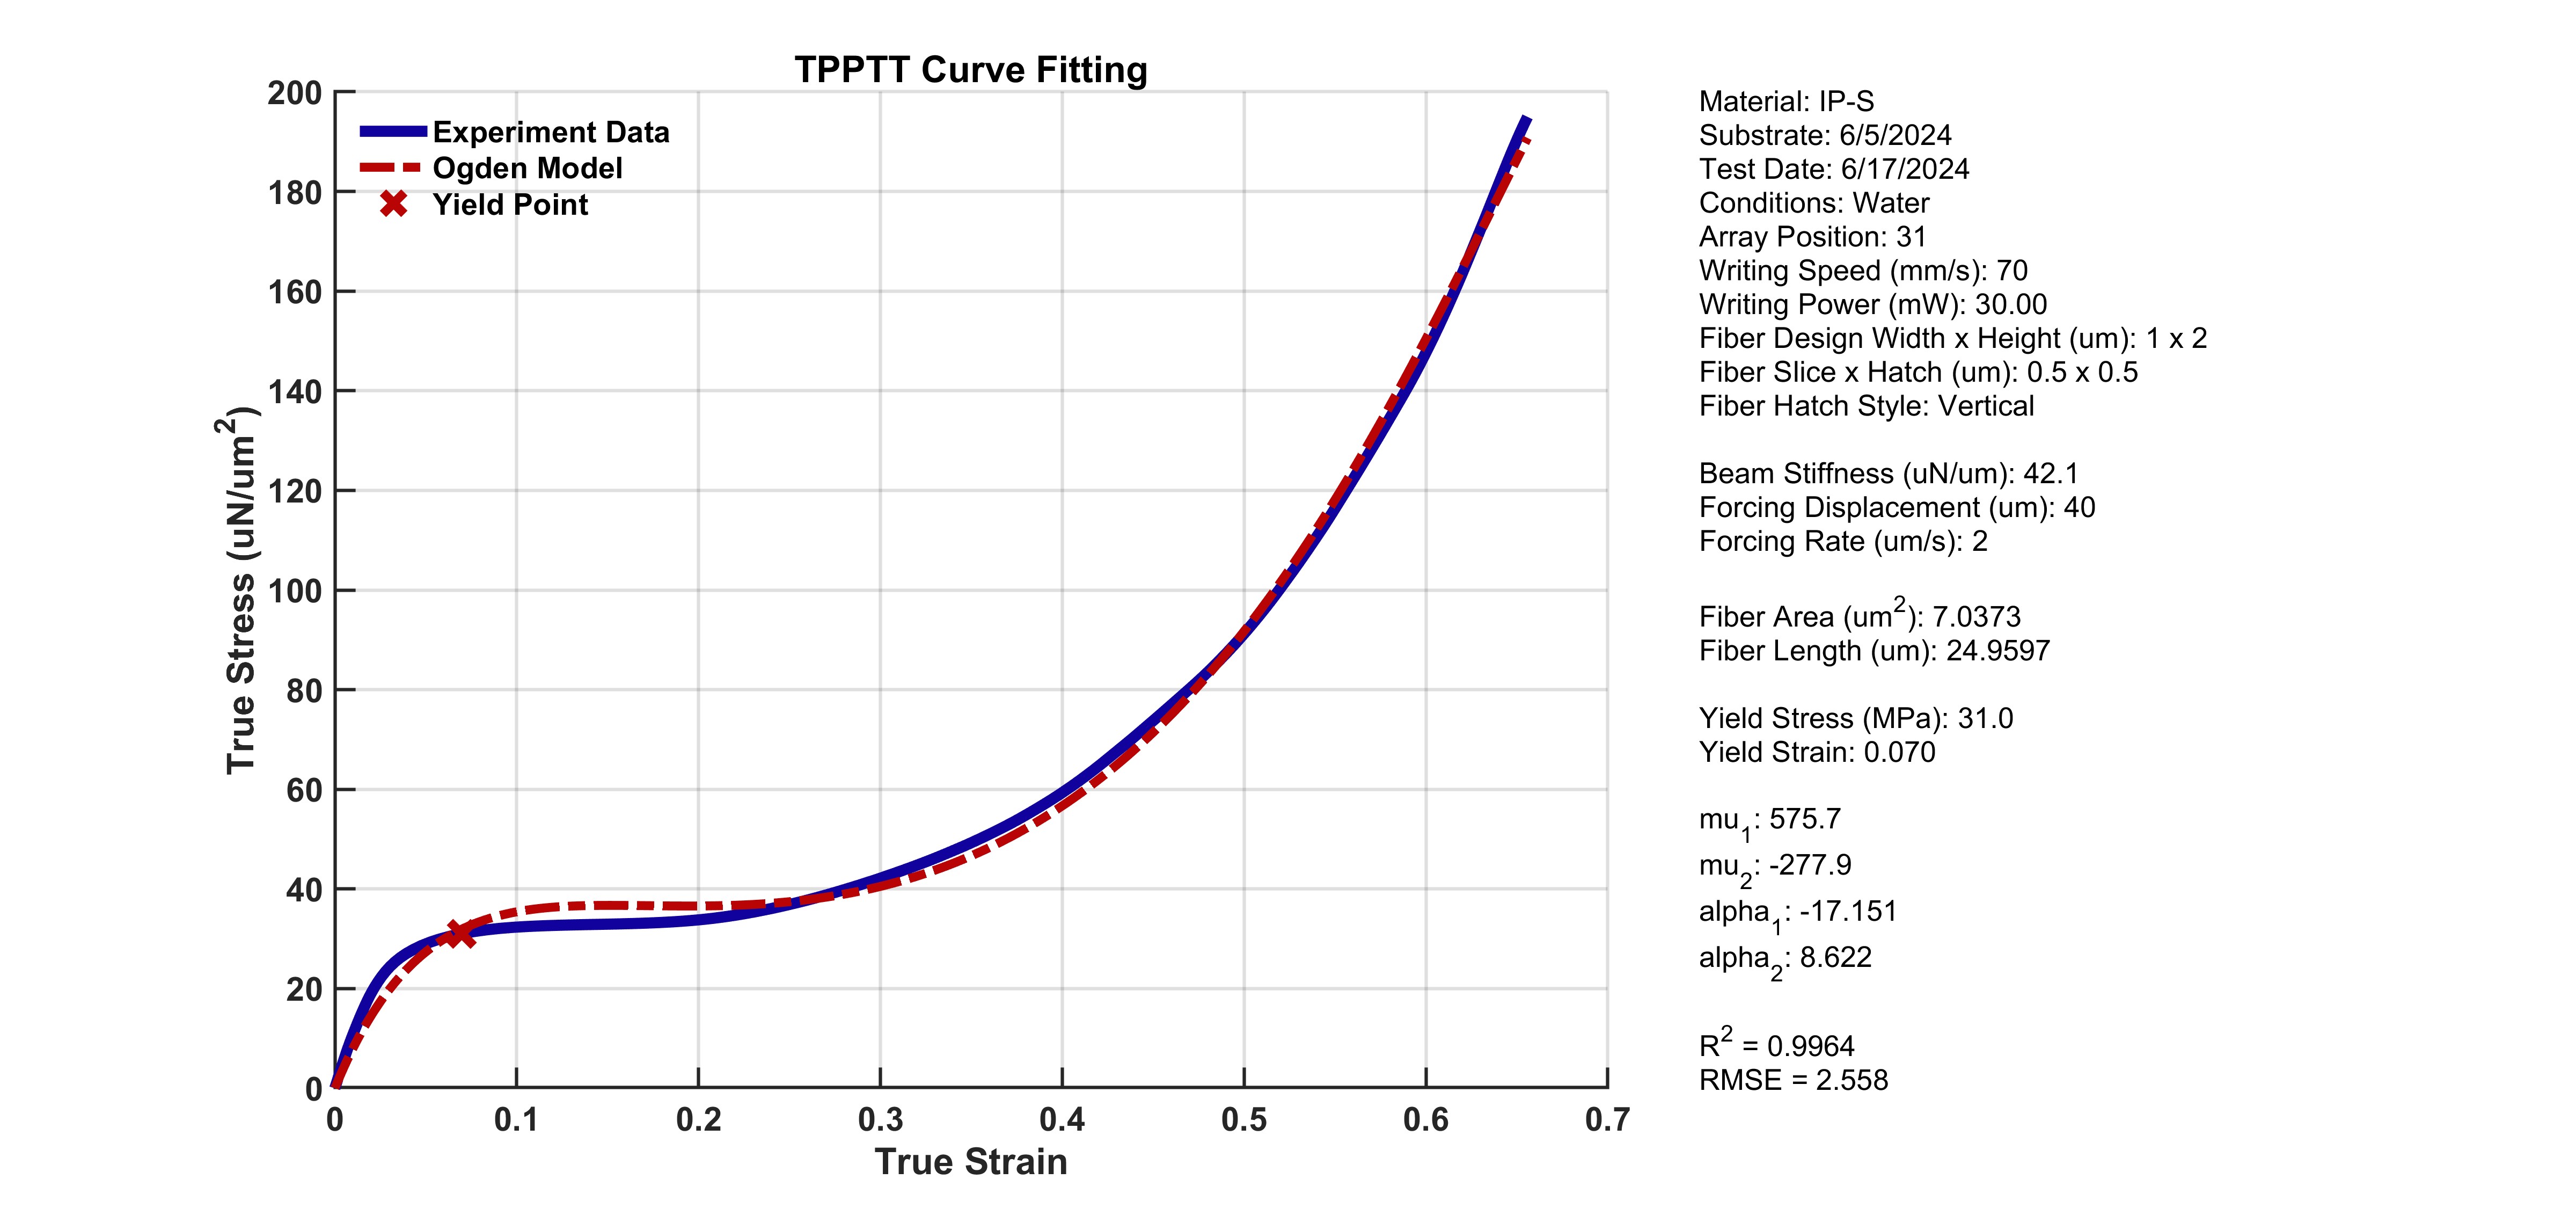 TPPTT Curve Fitting
200
180
160
140
120
100
80
60
40
20
0
True Stress (uN/um²)
Experiment Data
Ogden Model
Yield Point
0 0.1 0.2 0.3 0.4 0.5 0.6 0.7
True Strain
Material: IP-S
Substrate: 6/5/2024
Test Date: 6/17/2024
Conditions: Water
Array Position: 31
Writing Speed (mm/s): 70
Writing Power (mW): 30.00
Fiber Design Width x Height (um): 1 x 2
Fiber Slice x Hatch (um): 0.5 x 0.5
Fiber Hatch Style: Vertical
Beam Stiffness (uN/um): 42.1
Forcing Displacement (um): 40
Forcing Rate (um/s): 2
Fiber Area (um²): 7.0373
Fiber Length (um): 24.9597
Yield Stress (MPa): 31.0
Yield Strain: 0.070
mu₁: 575.7
mu₂: -277.9
alpha₁: -17.151
alpha₂: 8.622
R² = 0.9964
RMSE = 2.558